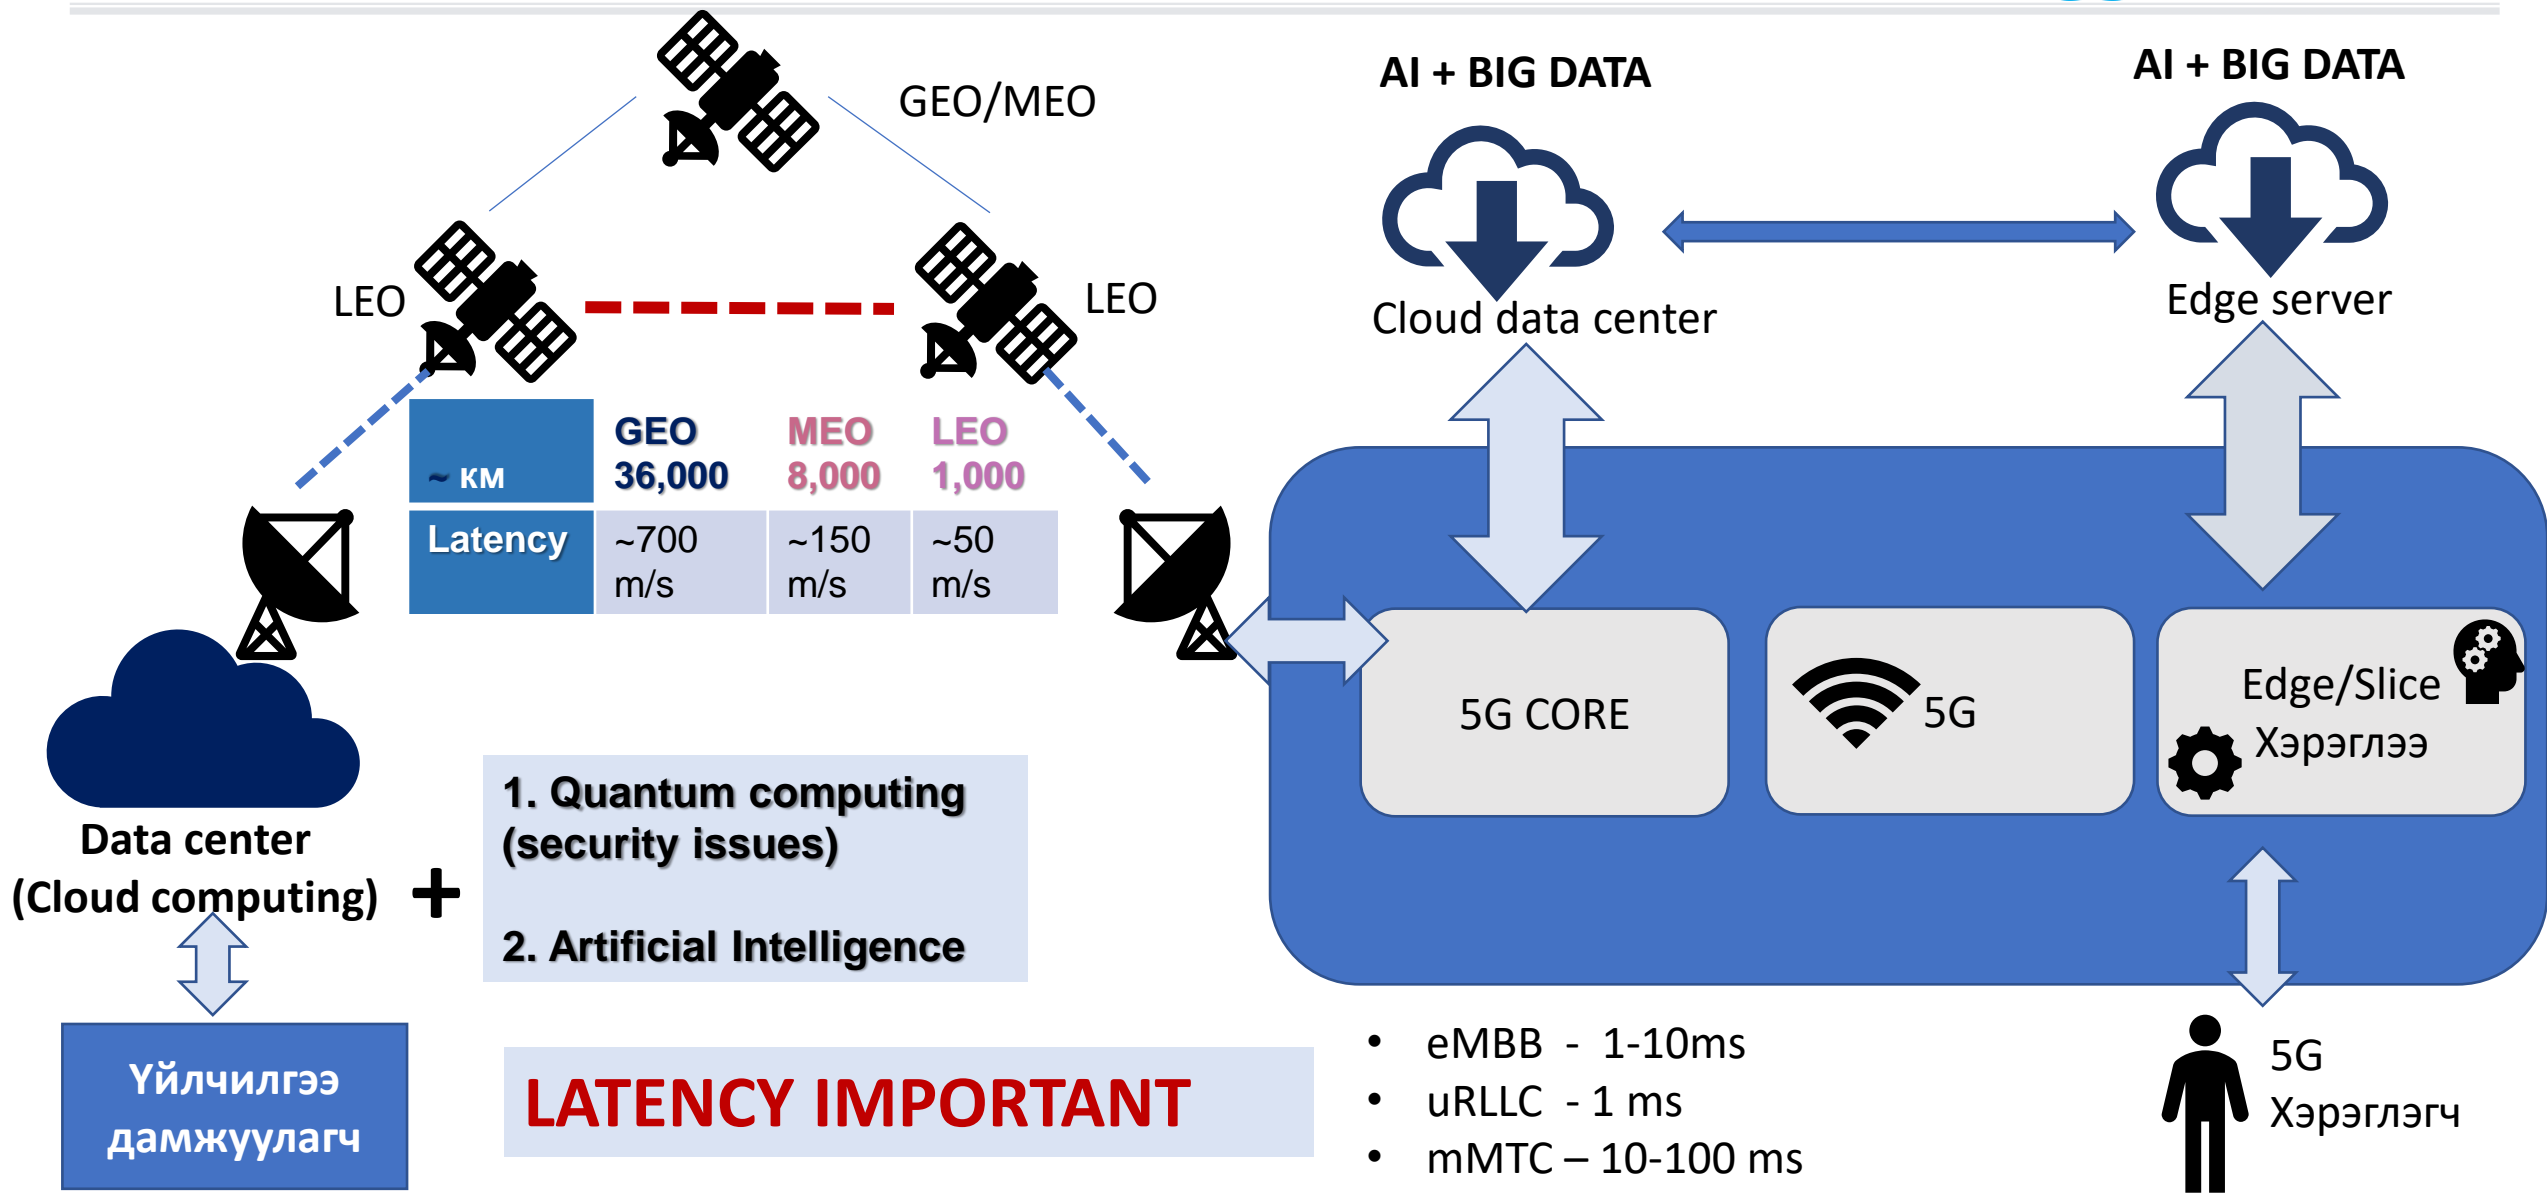 GEO/MEO
LEO
LEO
~ км
GEO
36,000
MEO
8,000
LEO
1,000
Latency
~700
m/s
~150
m/s
~50
m/s
Data center
(Cloud computing)
+
1. Quantum computing
(security issues)
2. Artificial Intelligence
Үйлчилгээ
дамжуулагч
LATENCY IMPORTANT
AI + BIG DATA
Cloud data center
AI + BIG DATA
Edge server
5G CORE
5G
Edge/Slice
Хэрэглээ
• eMBB - 1-10ms
• uRLLC - 1 ms
• mMTC – 10-100 ms
5G
Хэрэглэгч